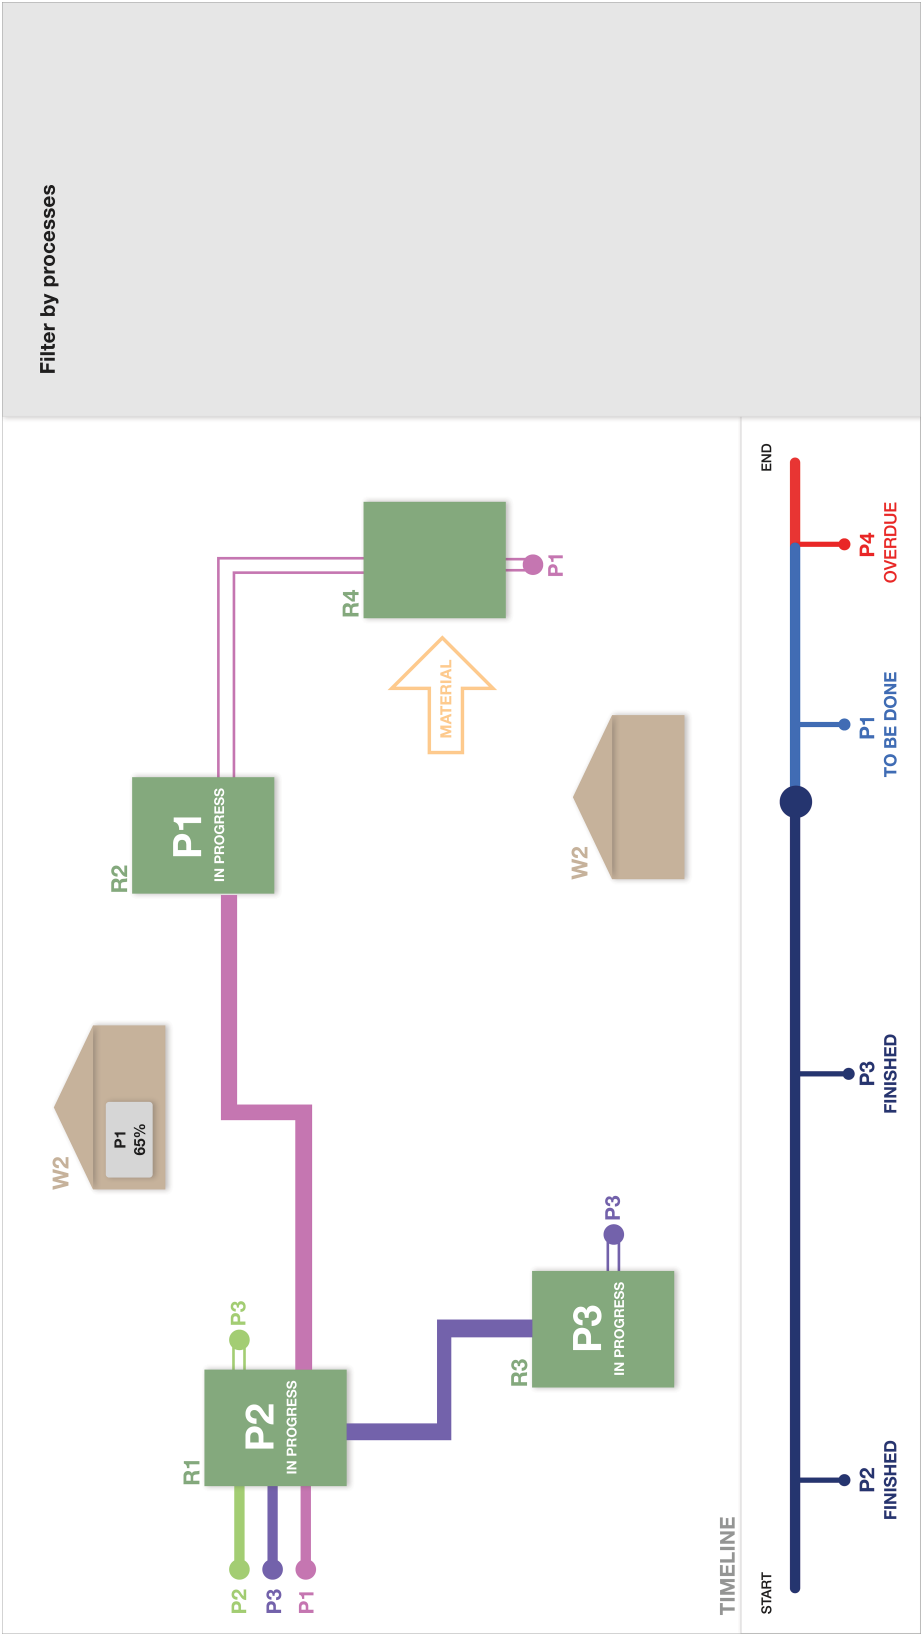 Filter by processes
W2
P1
65%
R2
P1
IN PROGRESS
R1
P2
IN PROGRESS
P3
P2
P3
P1
R4
MATERIAL
P1
R3
P3
IN PROGRESS
P3
W2
TIMELINE
START
END
P2
FINISHED
P3
FINISHED
P1
TO BE DONE
P4
OVERDUE